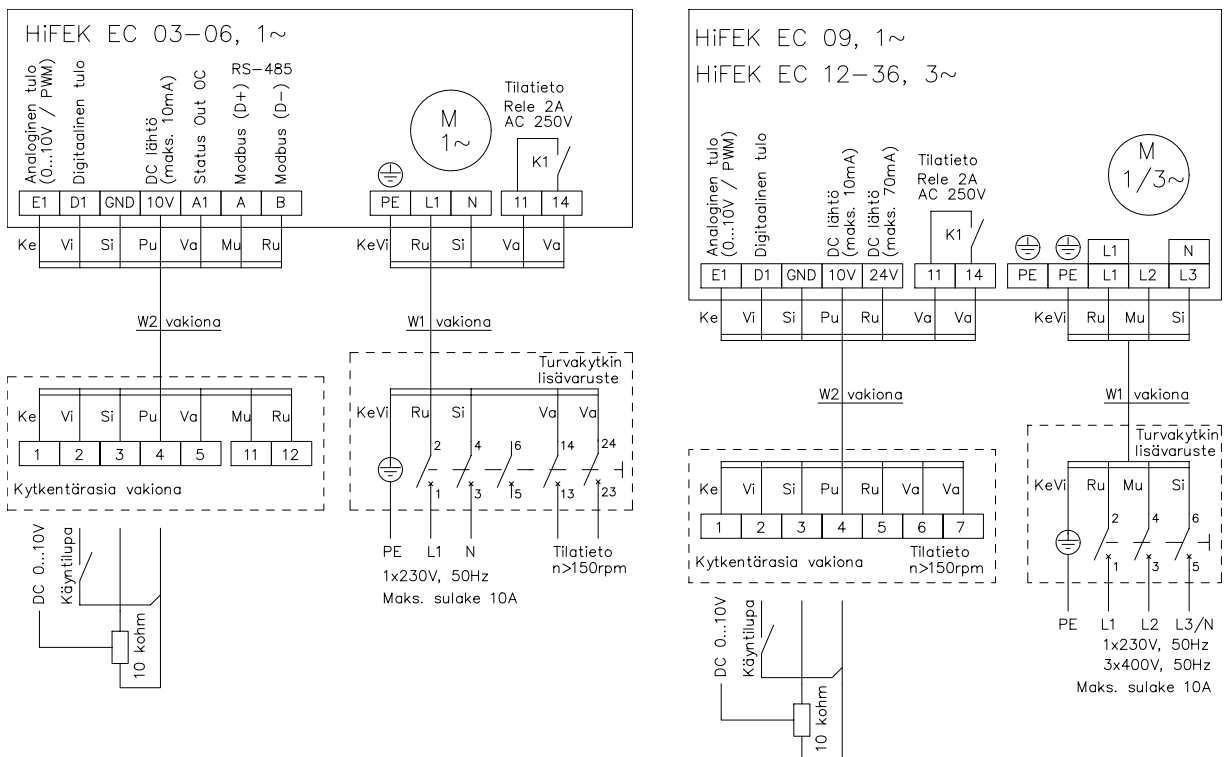 HiFEK EC 03-06, 1~
RS-485
Analoginen tulo
(0...10V / PWM)
Digitaalinen tulo
DC lähtö
(maks. 10mA)
Status Out OC
Modbus (D+)
Modbus (D-)
M
1~
Tilatieto
Rele 2A
AC 250V
K1
E1 D1 GND 10V A1 A B
PE L1 N 11 14
Ke Vi Si Pu Va Mu Ru
KeVi Ru Si Va Va
W2 vakiona
W1 vakiona
Turvakytkin
lisävaruste
Ke Vi Si Pu Va Mu Ru
1 2 3 4 5 11 12
Kytkentärasia vakiona
KeVi Ru Si Va Va
2 4 6 14 24
1 3 5 13 23
PE L1 N
Tilatieto
n>150rpm
1x230V, 50Hz
Maks. sulake 10A
DC 0...10V
Käyntilupa
10 kohm
HiFEK EC 09, 1~
HiFEK EC 12-36, 3~
Analoginen tulo
(0...10V / PWM)
Digitaalinen tulo
DC lähtö
(maks. 10mA)
DC lähtö
(maks. 70mA)
Tilatieto
Rele 2A
AC 250V
K1
M
1/3~
L1 N
E1 D1 GND 10V 24V 11 14
PE PE L1 L2 L3
Ke Vi Si Pu Ru Va Va
KeVi Ru Mu Si
W2 vakiona
W1 vakiona
Turvakytkin
lisävaruste
Ke Vi Si Pu Ru Va Va
1 2 3 4 5 6 7
Kytkentärasia vakiona
Tilatieto
n>150rpm
KeVi Ru Mu Si
2 4 6
1 3 5
PE L1 L2 L3/N
1x230V, 50Hz
3x400V, 50Hz
Maks. sulake 10A
DC 0...10V
Käyntilupa
10 kohm